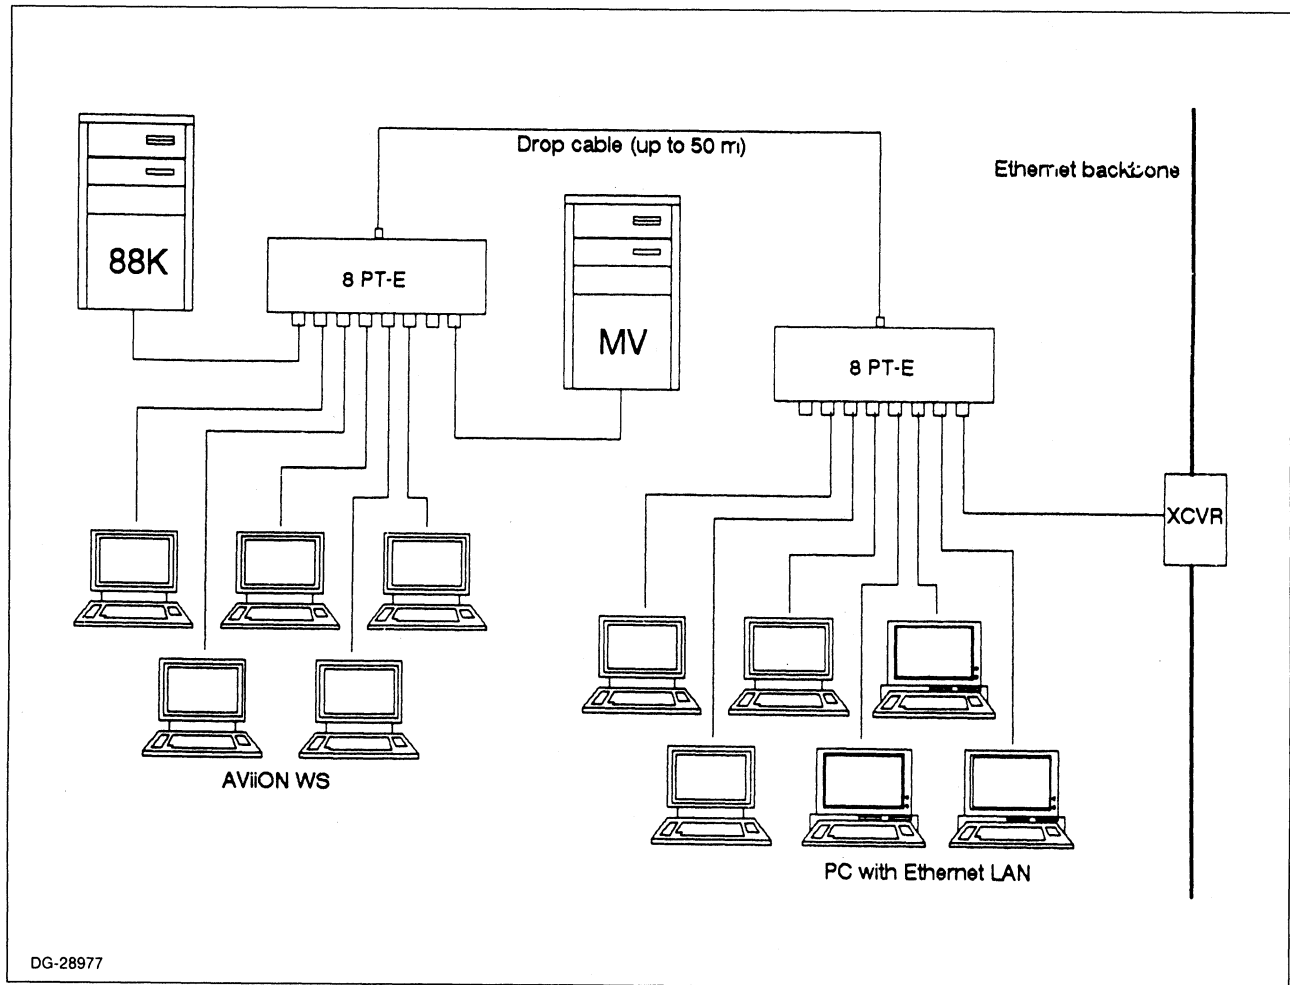 Drop cable (up to 50 m)
Ethernet backbone
88K
8 PT-E
MV
8 PT-E
XCVR
AViiON WS
PC with Ethernet LAN
DG-28977